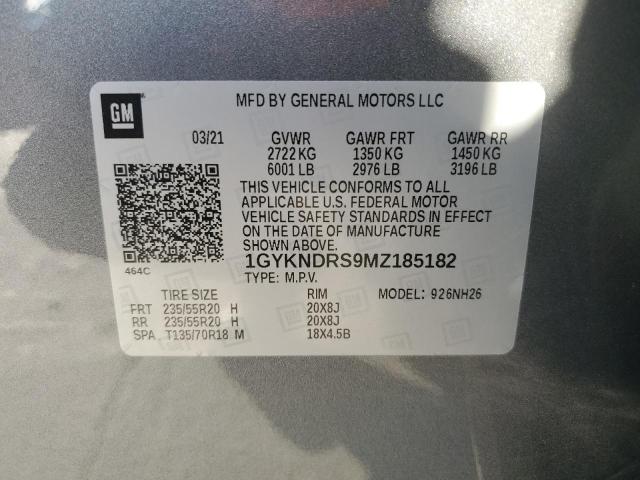 GM
MFD BY GENERAL MOTORS LLC
03/21 GVWR GAWR FRT GAWR RR
2722 KG 1350 KG 1450 KG
6001 LB 2976 LB 3196 LB
THIS VEHICLE CONFORMS TO ALL
APPLICABLE U.S. FEDERAL MOTOR
VEHICLE SAFETY STANDARDS IN EFFECT
ON THE DATE OF MANUFACTURE
SHOWN ABOVE.
464C
1GYKNDRS9MZ185182
TYPE: M.P.V.
TIRE SIZE RIM MODEL: 926NH26
FRT 235/55R20 H 20X8J
RR 235/55R20 H 20X8J
SPA T135/70R18 M 18X4.5B